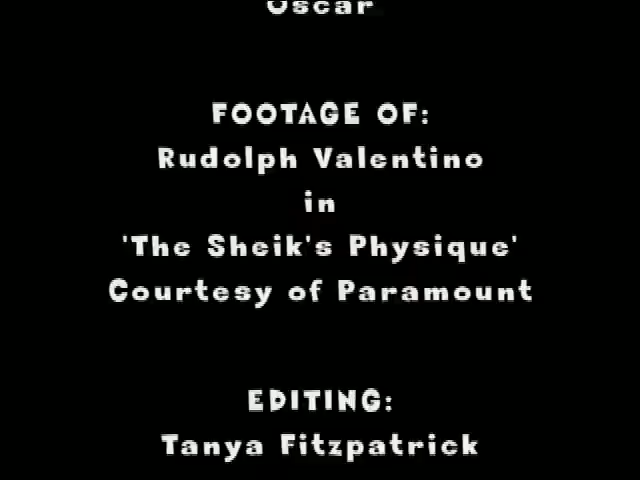 Oscar
FOOTAGE OF:
Rudolph Valentino
in
'The Sheik's Physique'
Courtesy of Paramount
EDITING:
Tanya Fitzpatrick